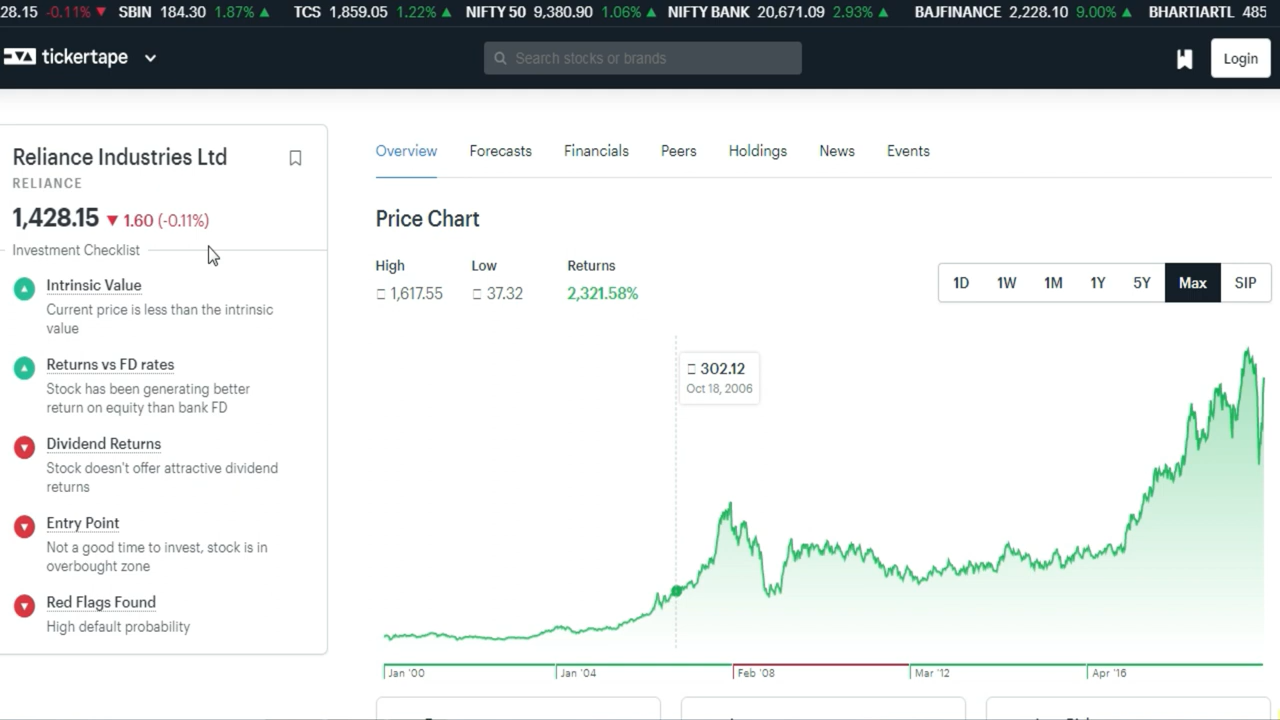 28.15 -0.11% ▼ SBIN 184.30 1.87% ▲ TCS 1,859.05 1.22% ▲ NIFTY 50 9,380.90 1.06% ▲ NIFTY BANK 20,671.09 2.93% ▲ BAJFINANCE 2,228.10 9.00% ▲ BHARTIARTL 485
tickertape
Search stocks or brands
Login
Reliance Industries Ltd
RELIANCE
1,428.15 ▼ 1.60 (-0.11%)
Investment Checklist
Intrinsic Value
Current price is less than the intrinsic
value
Returns vs FD rates
Stock has been generating better
return on equity than bank FD
Dividend Returns
Stock doesn't offer attractive dividend
returns
Entry Point
Not a good time to invest, stock is in
overbought zone
Red Flags Found
High default probability
Overview Forecasts Financials Peers Holdings News Events
Price Chart
High Low Returns
1,617.55 37.32 2,321.58%
1D 1W 1M 1Y 5Y Max SIP
302.12
Oct 18, 2006
Jan '00 Jan '04 Feb '08 Mar '12 Apr '16